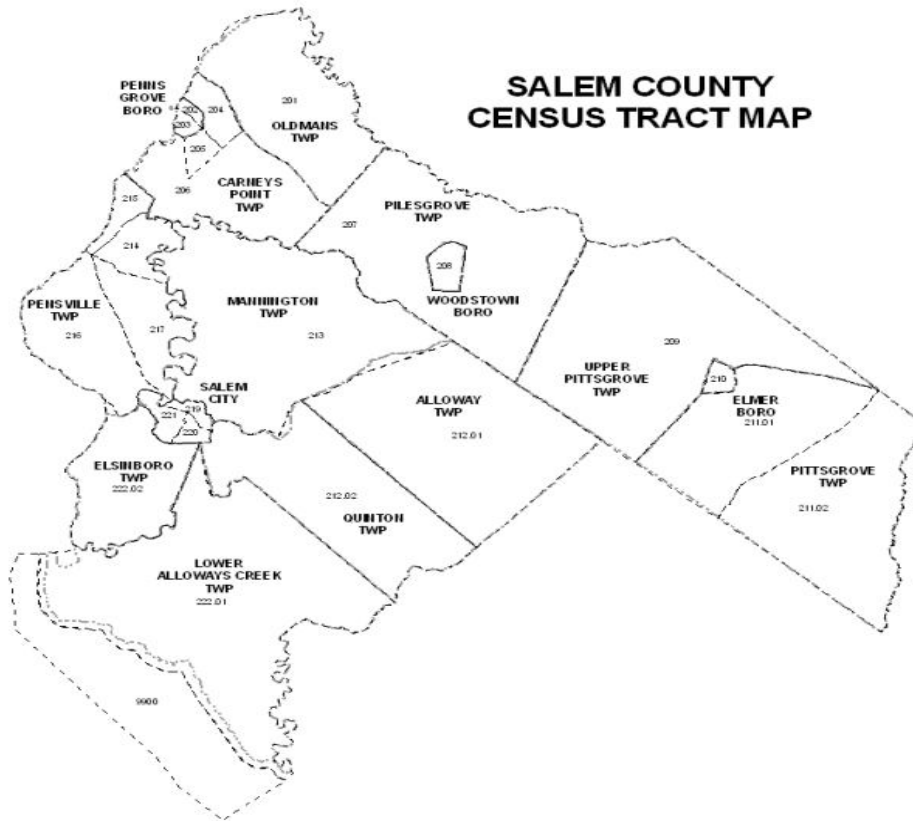 SALEM COUNTY
CENSUS TRACT MAP
PENNS
GROVE
BORO
202
204
203
205
201
OLDMANS
TWP
206
CARNEYS
POINT
TWP
215
207
PILESGROVE
TWP
214
208
WOODSTOWN
BORO
PENSVILLE
TWP
216
217
MANNINGTON
TWP
213
209
UPPER
PITTSGROVE
TWP
210
ELMER
BORO
211.01
SALEM
CITY
221
219
220
ALLOWAY
TWP
212.01
ELSINBORO
TWP
222.02
212.02
QUINTON
TWP
PITTSGROVE
TWP
211.02
LOWER
ALLOWAYS CREEK
TWP
222.01
9900